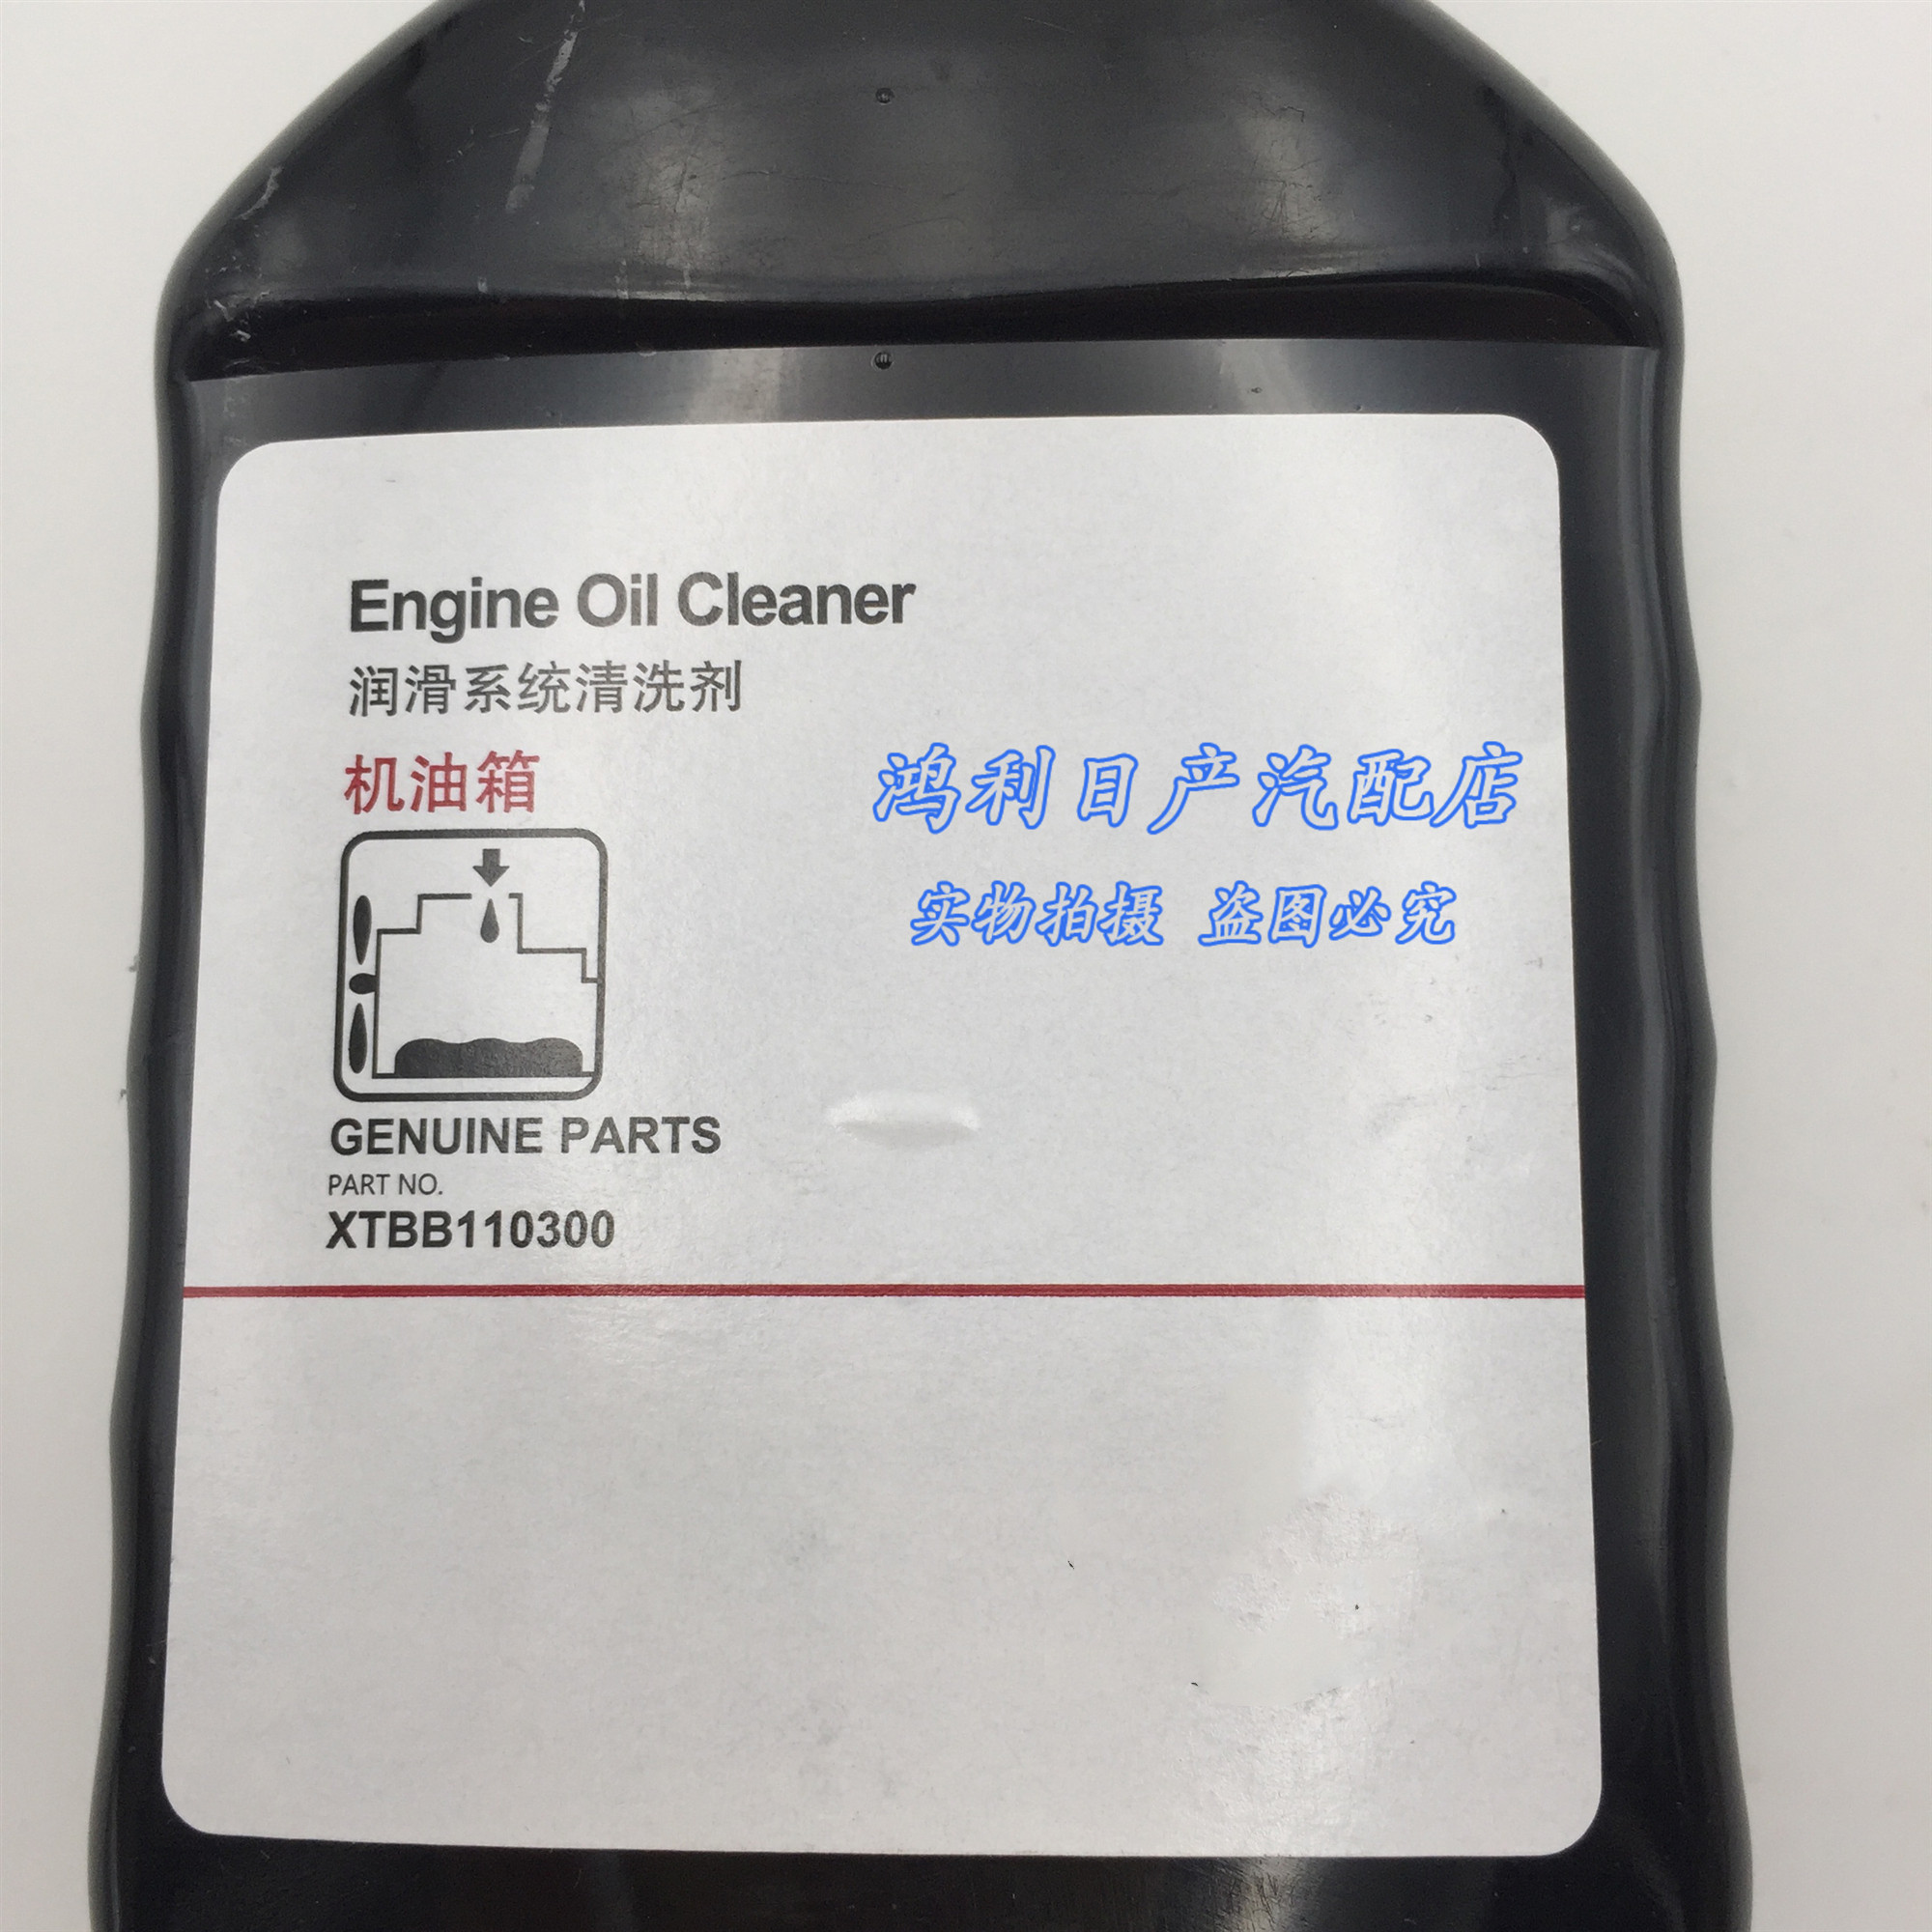 Engine Oil Cleaner
润滑系统清洗剂
机油箱
鸿利日产汽配店
实物拍摄 盗图必究
GENUINE PARTS
PART NO.
XTBB110300